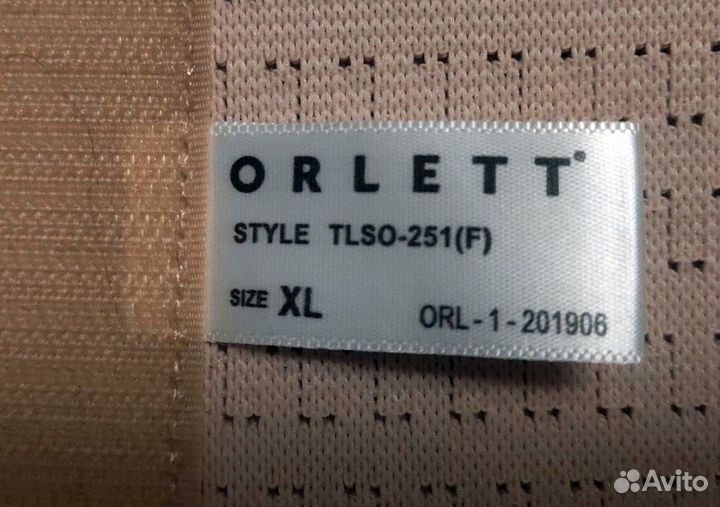 ORLETT
STYLE TLSO-251(F)
SIZE XL
ORL-1-201906
Avito